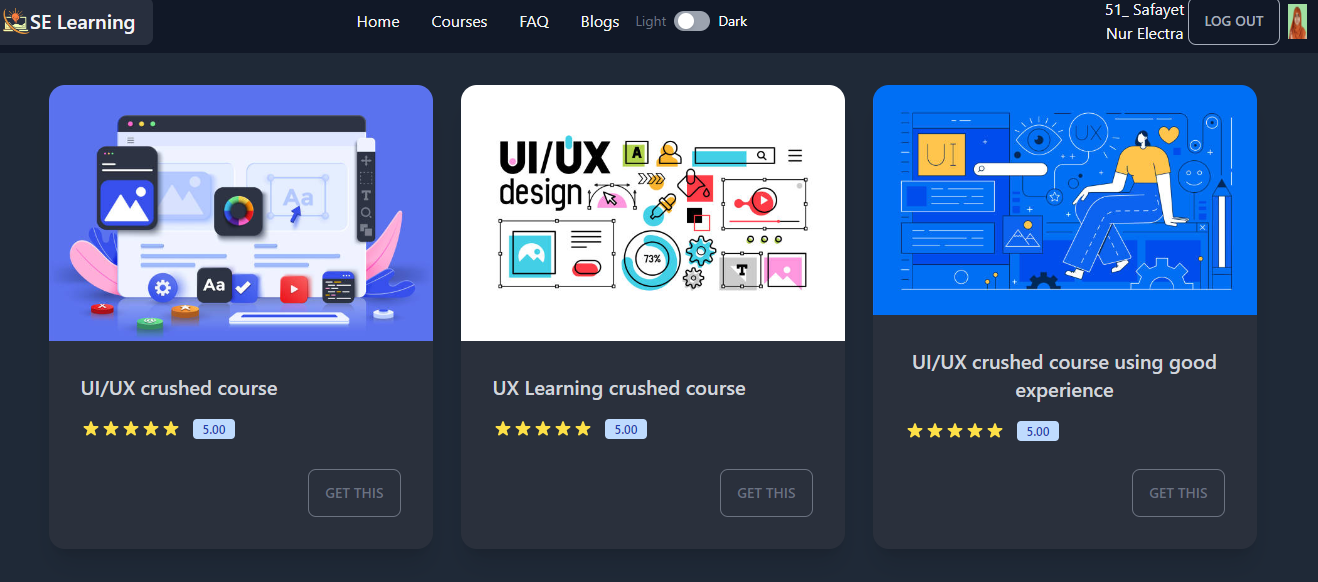 SE Learning
Home
Courses
FAQ
Blogs
Light
Dark
51_ Safayet
Nur Electra
LOG OUT
Aa
Aa
T
UI/UX
design
A
73%
T
UI
UX
UI/UX crushed course
5.00
GET THIS
UX Learning crushed course
5.00
GET THIS
UI/UX crushed course using good
experience
5.00
GET THIS